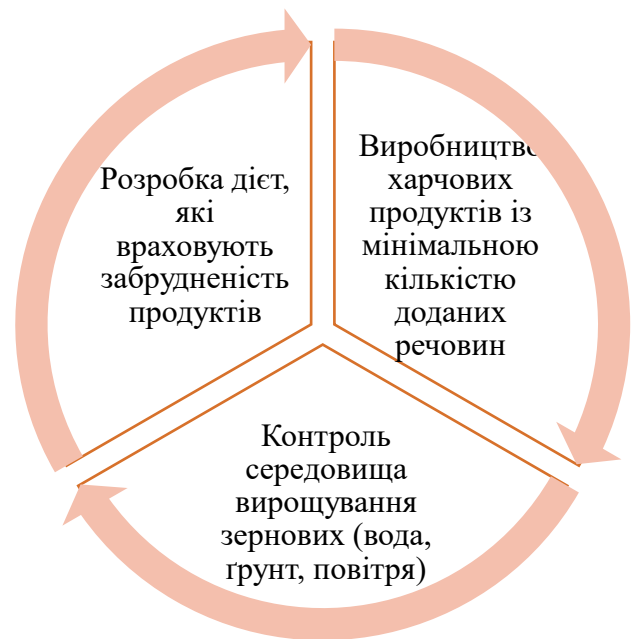 Розробка дієт,
які
враховують
забрудненість
продуктів
Виробництво
харчових
продуктів із
мінімальною
кількістю
доданих
речовин
Контроль
середовища
вирощування
зернових (вода,
ґрунт, повітря)